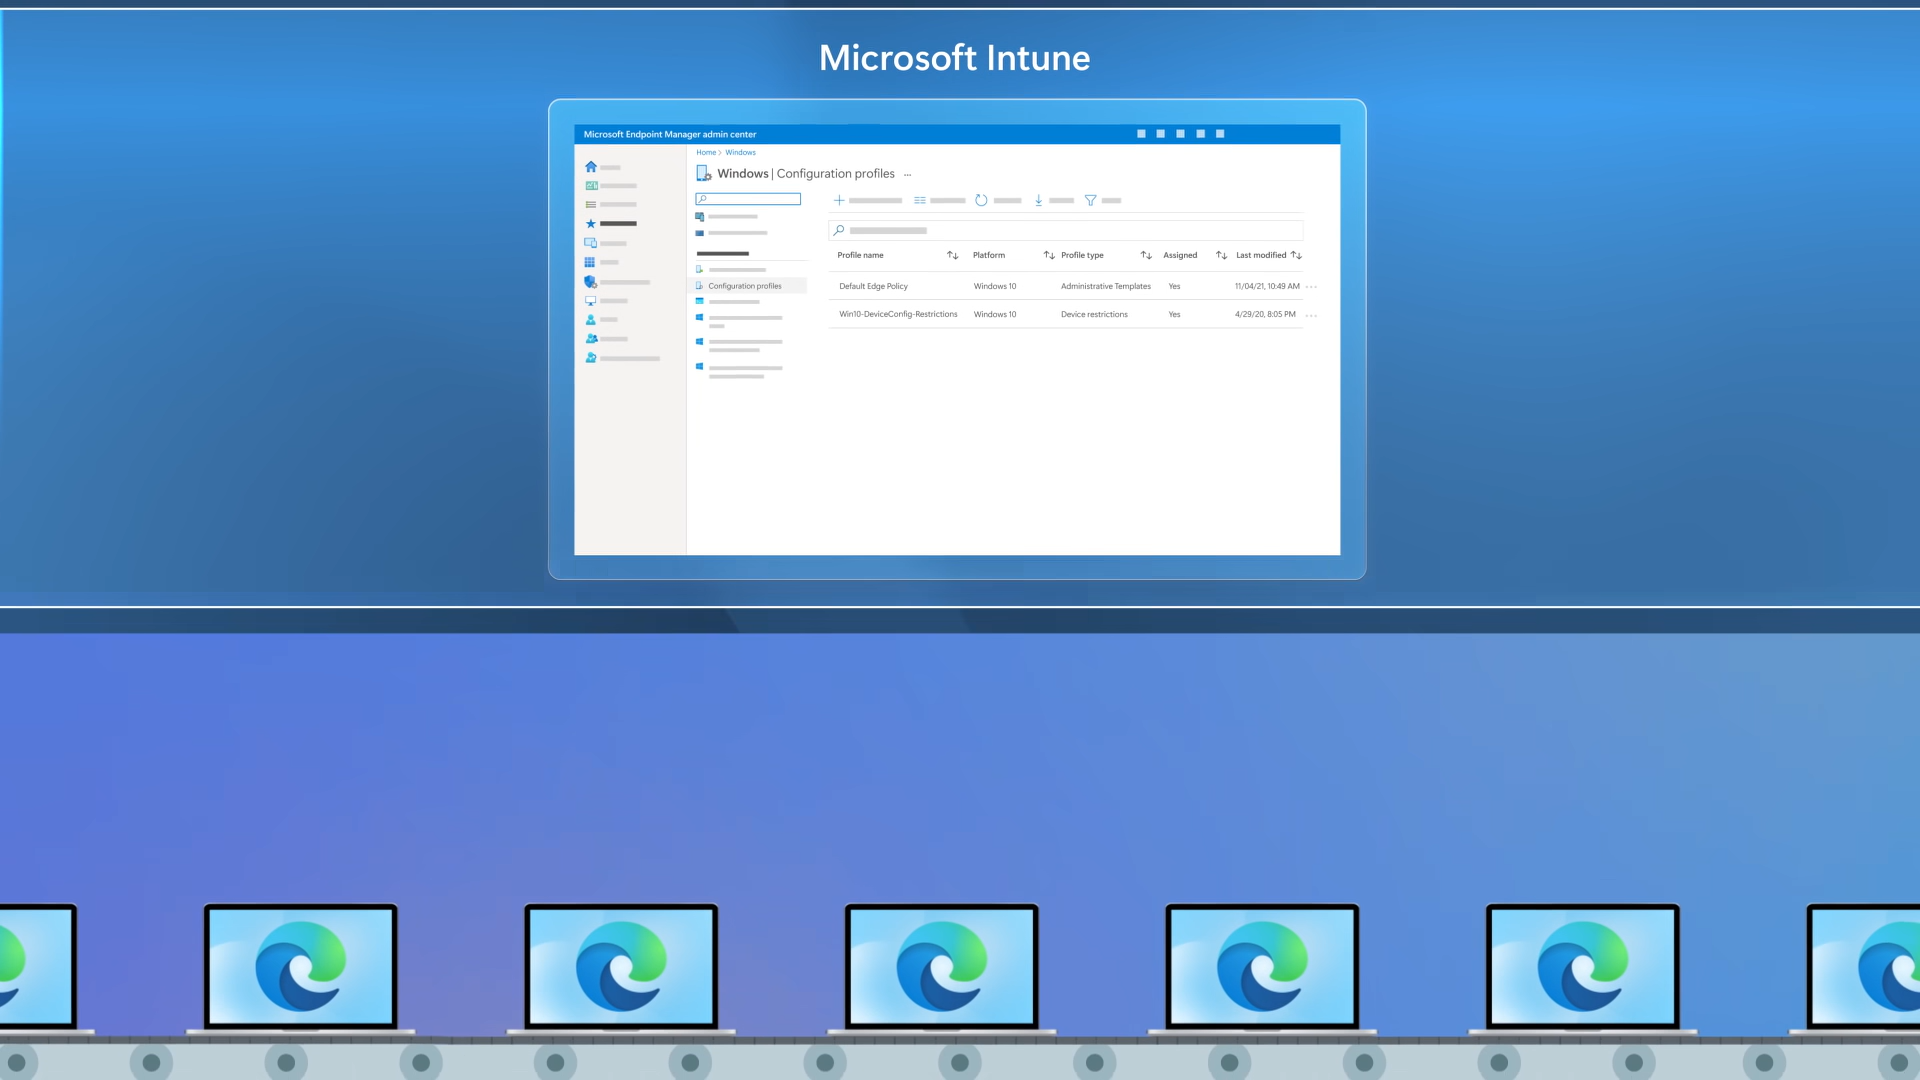 Microsoft Intune
Microsoft Endpoint Manager admin center
Home > Windows
Windows | Configuration profiles ...
Profile name Platform Profile type Assigned Last modified
Configuration profiles
Default Edge Policy Windows 10 Administrative Templates Yes 11/04/21, 10:49 AM
Win10-DeviceConfig-Restrictions Windows 10 Device restrictions Yes 4/29/20, 8:05 PM